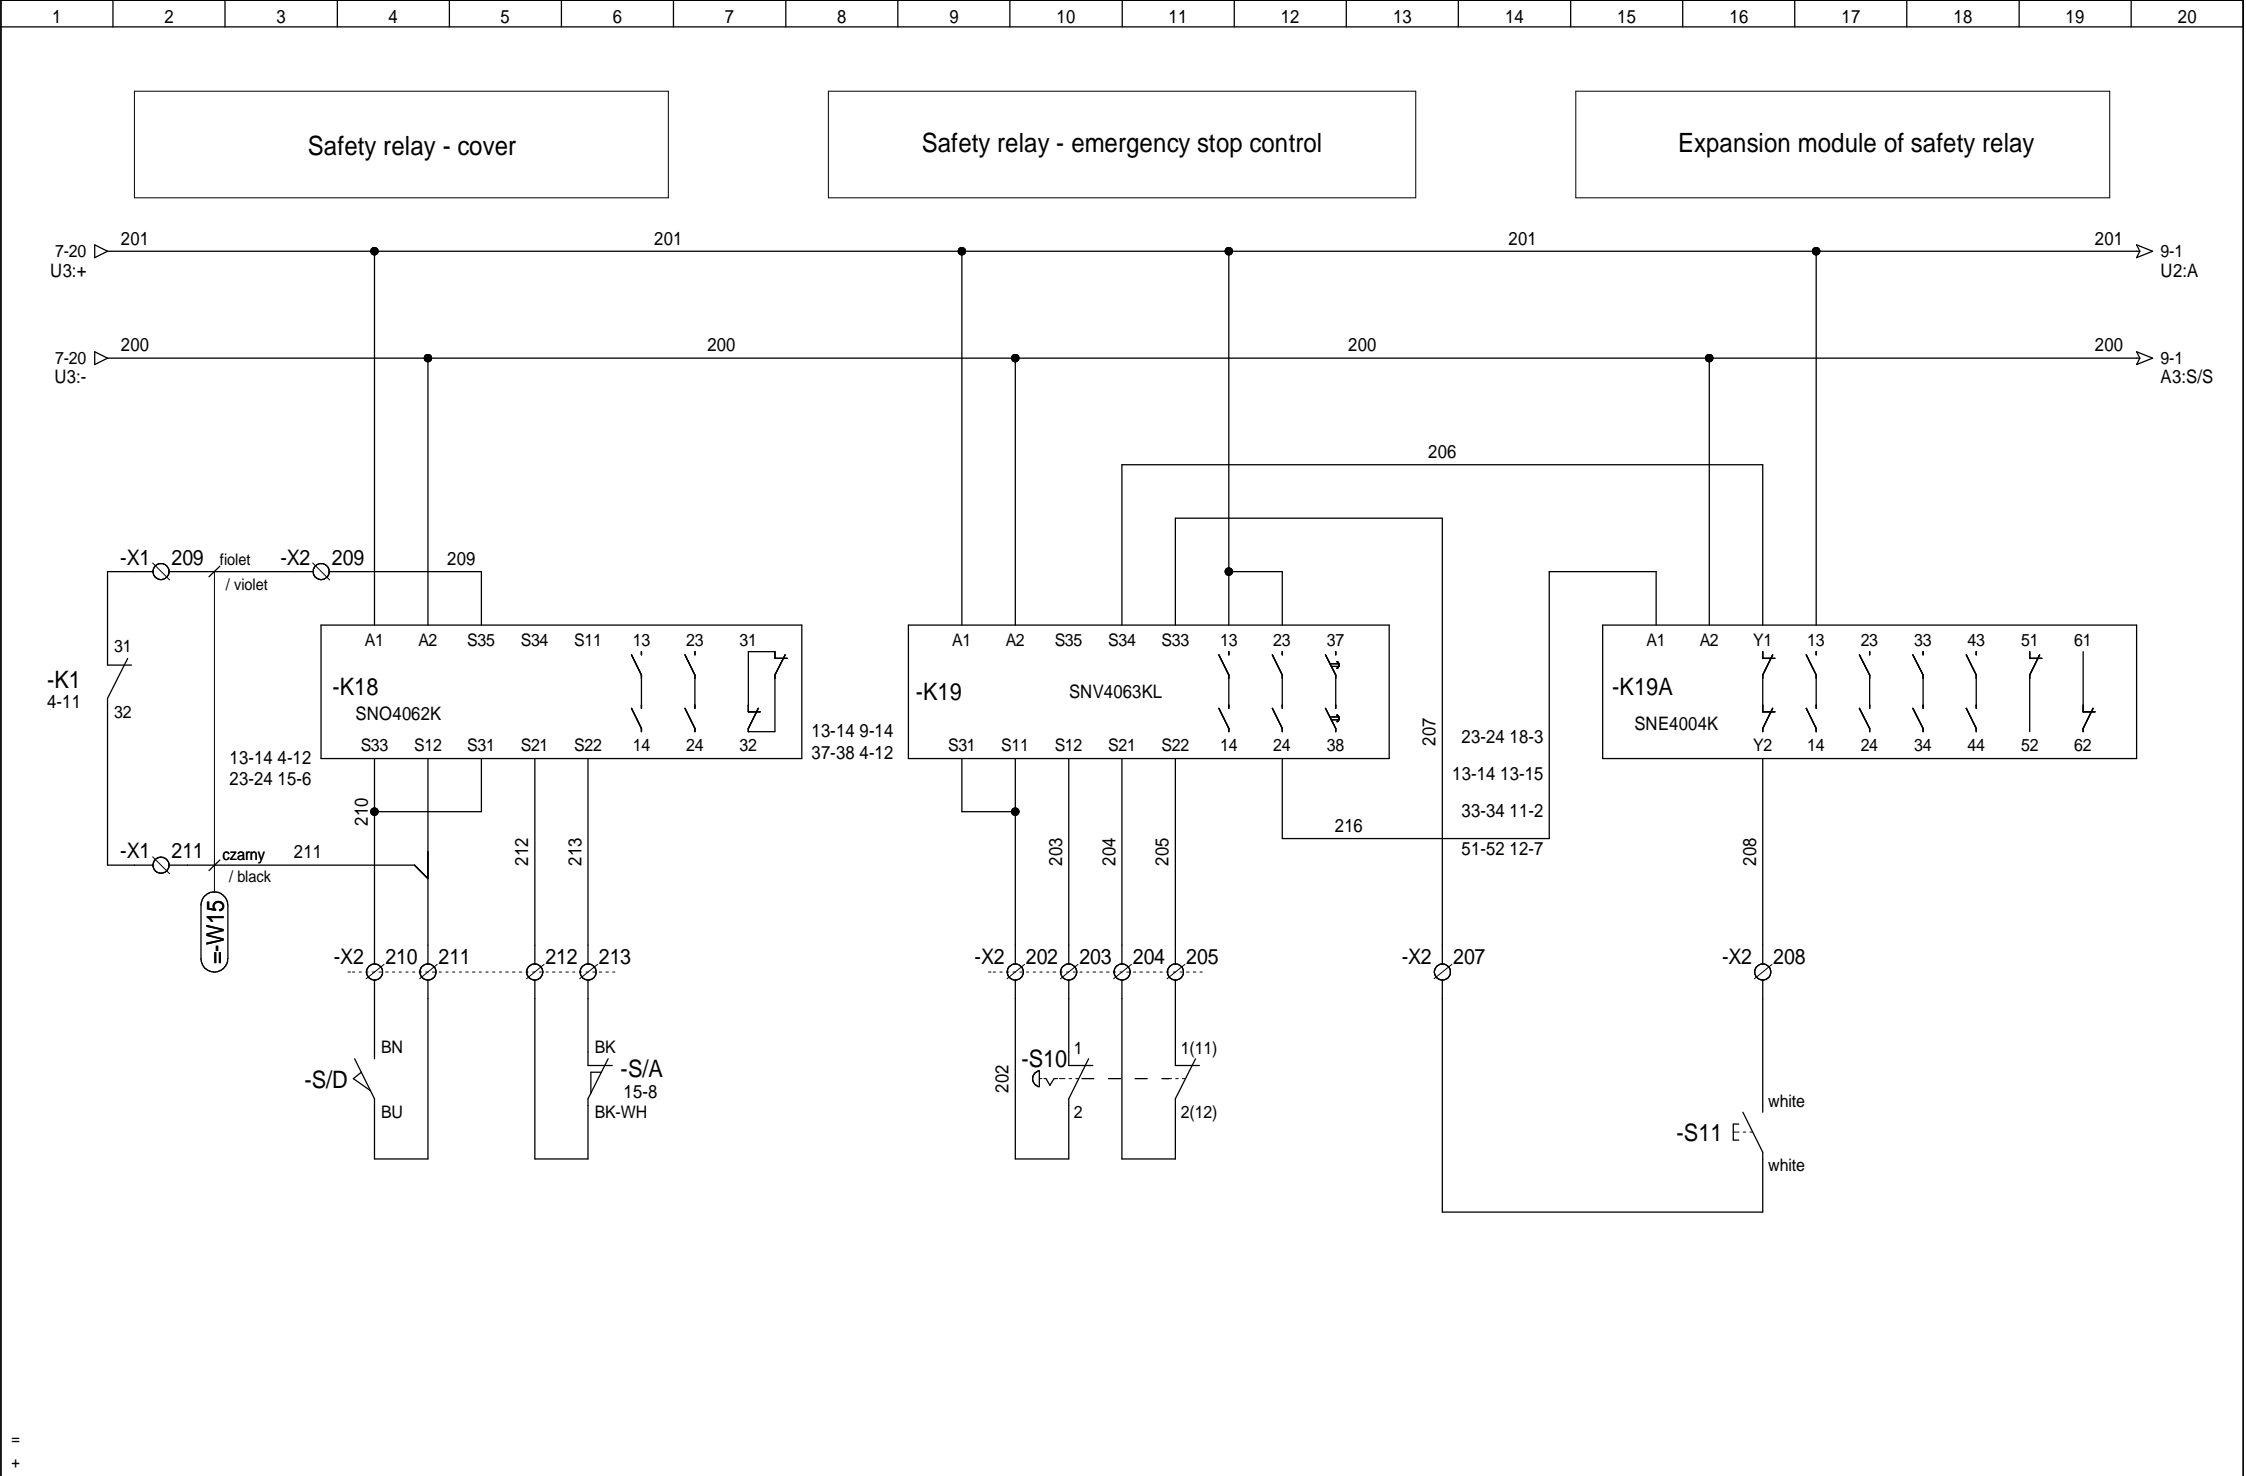 1 2 3 4 5 6 7 8 9 10 11 12 13 14 15 16 17 18 19 20
Safety relay - cover
Safety relay - emergency stop control
Expansion module of safety relay
7-20 201 201 201 201 9-1
U3:+ U2:A
7-20 200 200 200 200 9-1
U3:- A3:S/S
206
-X1 209 fiolet -X2 209 209
/ violet
A1 A2 S35 S34 S11 13 23 31
-K18
SNO4062K
S33 S12 S31 S21 S22 14 24 32
31
-K1
4-11
32
13-14 4-12
23-24 15-6
A1 A2 S35 S34 S33 13 23 37
-K19 SNV4063KL
S31 S11 S12 S21 S22 14 24 38
13-14 9-14
37-38 4-12
A1 A2 Y1 13 23 33 43 51 61
-K19A
SNE4004K
Y2 14 24 34 44 52 62
207
23-24 18-3
13-14 13-15
33-34 11-2
51-52 12-7
216
210
212 213
203 204 205
208
-X1 211 czarny 211
/ black
=-W15
-X2 210 211 212 213
-X2 202 203 204 205
-X2 207
-X2 208
BN
-S/D
BU
BK
-S/A
15-8
BK-WH
202
-S10
1
2
1(11)
2(12)
white
-S11
white
=
+